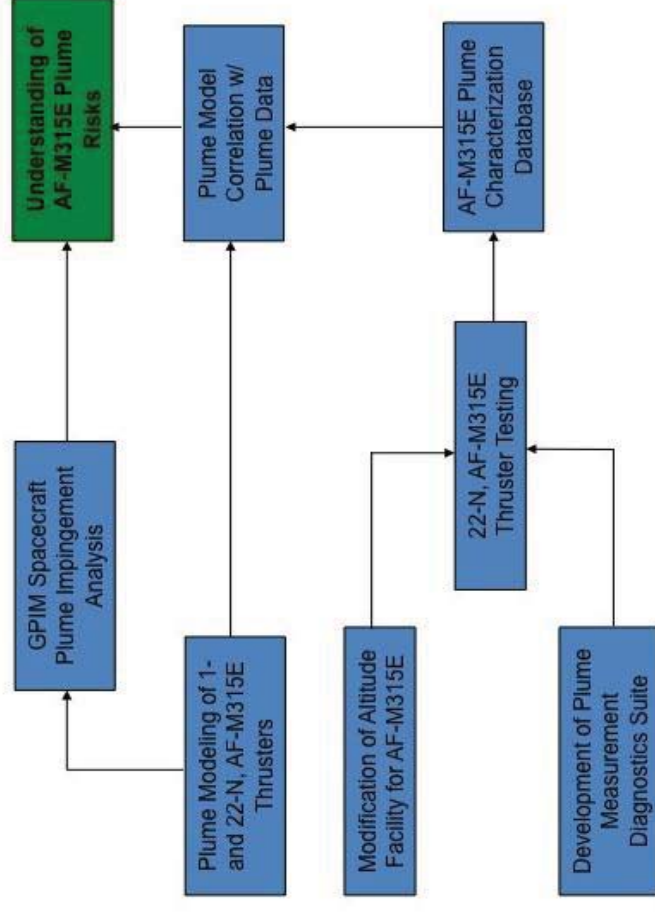 GPIM Spacecraft
Plume Impingement
Analysis
Understanding of
AF-M315E Plume
Risks
Plume Modeling of 1-
and 22-N, AF-M315E
Thrusters
Plume Model
Correlation w/
Plume Data
Modification of Altitude
Facility for AF-M315E
22-N, AF-M315E
Thruster Testing
AF-M315E Plume
Characterization
Database
Development of Plume
Measurement
Diagnostics Suite